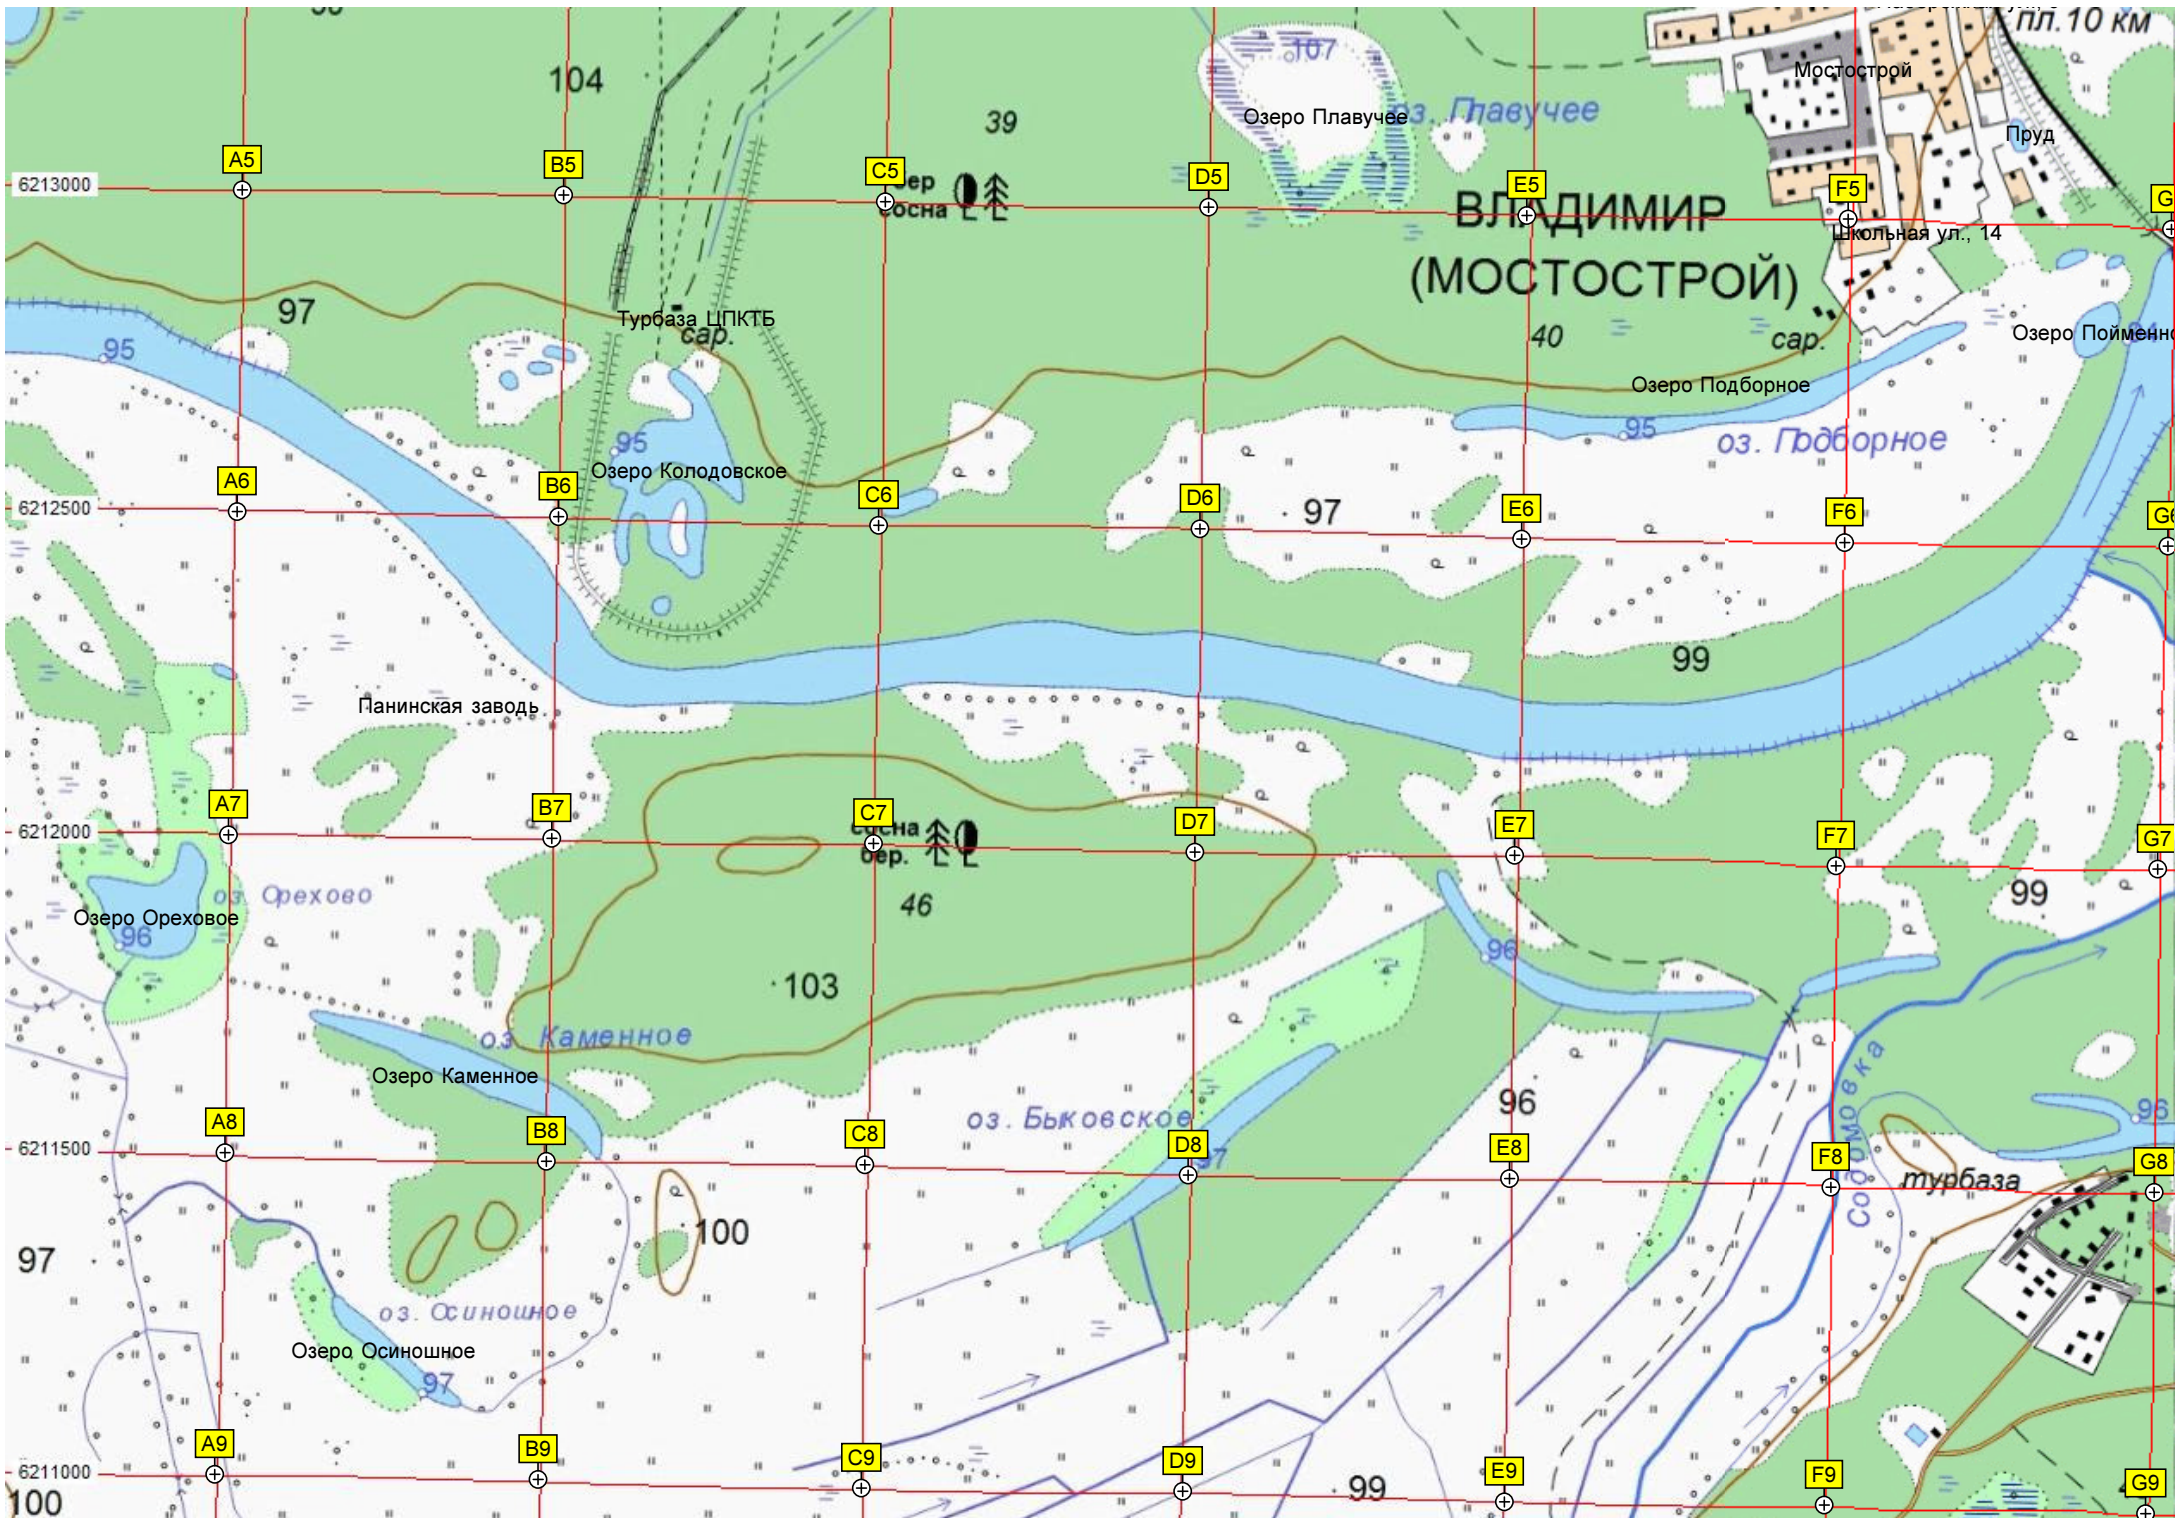 пл.10 км
107
Мостострой
104
Озеро Плавучее
оз. Плавучее
39
Пруд
A5
B5
C5
D5
E5
F5
G
6213000
бер
сосна
ВЛАДИМИР
Школьная ул., 14
(МОСТОСТРОЙ)
97
Турбаза ЦПКТБ
сар.
40
сар.
Озеро Пойменно
95
Озеро Подборное
95
95
оз. Подборное
Озеро Колодовское
A6
B6
C6
D6
97
E6
F6
G6
6212500
99
Панинская заводь
A7
B7
C7
D7
E7
F7
G7
6212000
сосна
бер.
оз. Орехово
46
99
Озеро Ореховое
96
96
103
оз. Каменное
Озеро Каменное
96
оз. Быковское
96
Содомовка
A8
B8
C8
D8
97
E8
F8
G8
6211500
турбаза
100
97
оз. Осиношное
Озеро Осиношное
97
A9
B9
C9
D9
E9
F9
G9
6211000
99
100